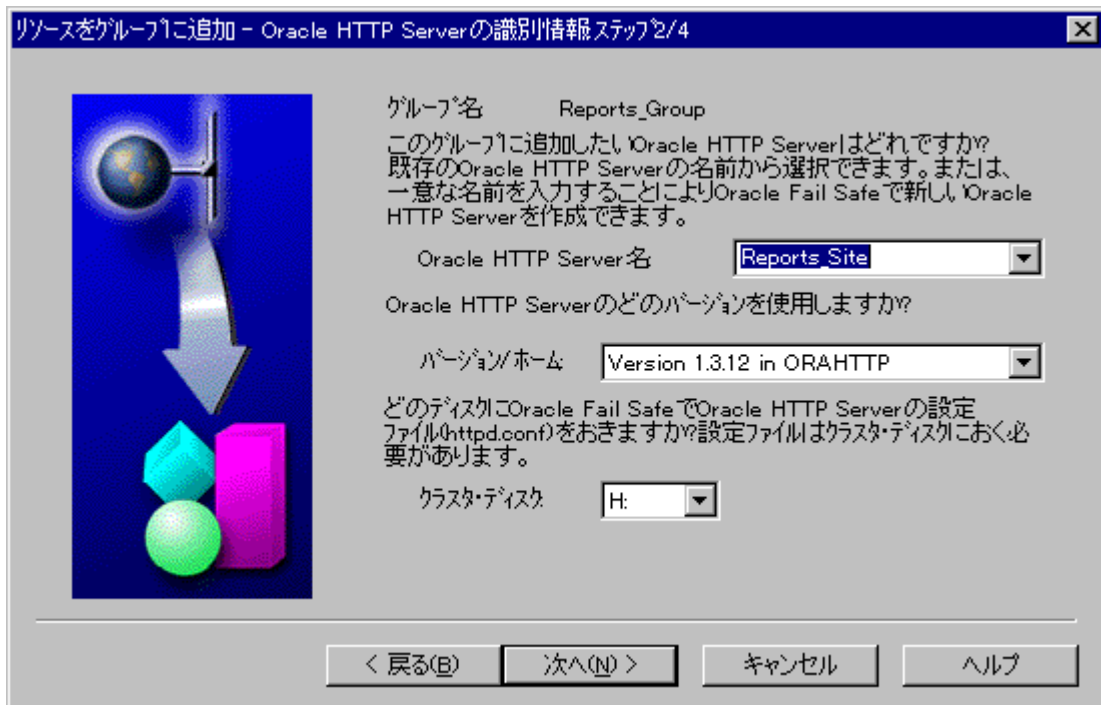 リソースをグループに追加 - Oracle HTTP Serverの識別情報 ステップ2/4
グループ名: Reports_Group
このグループに追加したいOracle HTTP Serverはどれですか?
既存のOracle HTTP Serverの名前から選択できます。または、
一意な名前を入力することによりOracle Fail Safeで新しいOracle
HTTP Serverを作成できます。
Oracle HTTP Server名: Reports_Site
Oracle HTTP Serverのどのバージョンを使用しますか?
バージョン/ホーム: Version 1.3.12 in ORAHTTP
どのディスクにOracle Fail SafeでOracle HTTP Serverの設定
ファイル(httpd.conf)をおきますか?設定ファイルはクラスタ・ディスクにおく必
要があります。
クラスタ・ディスク: H:
< 戻る(B) 次へ(N) > キャンセル ヘルプ